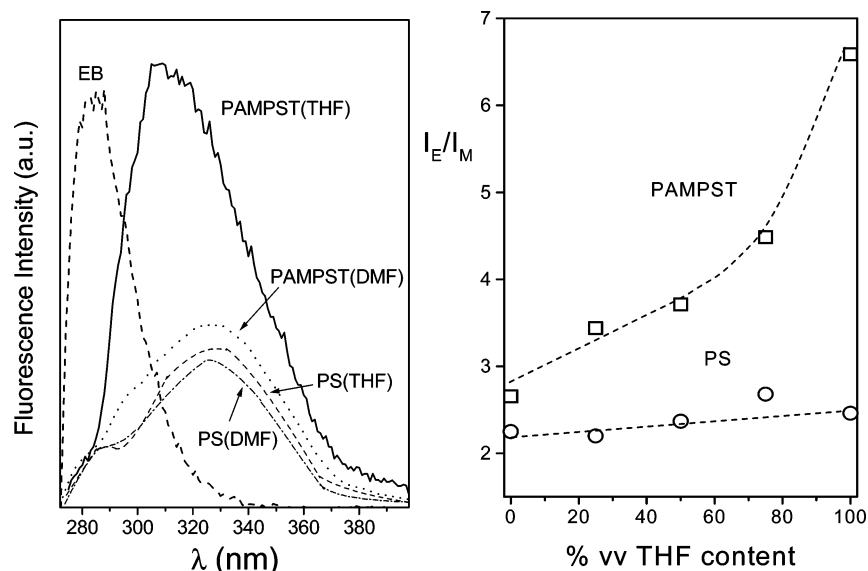 EB
PAMPST(THF)
PAMPST(DMF)
PS(THF)
PS(DMF)
Fluorescence Intensity (a.u.)
280 300 320 340 360 380
λ (nm)
7
6
5
4
3
2
I_E/I_M
PAMPST
PS
0 20 40 60 80 100
% vv THF content